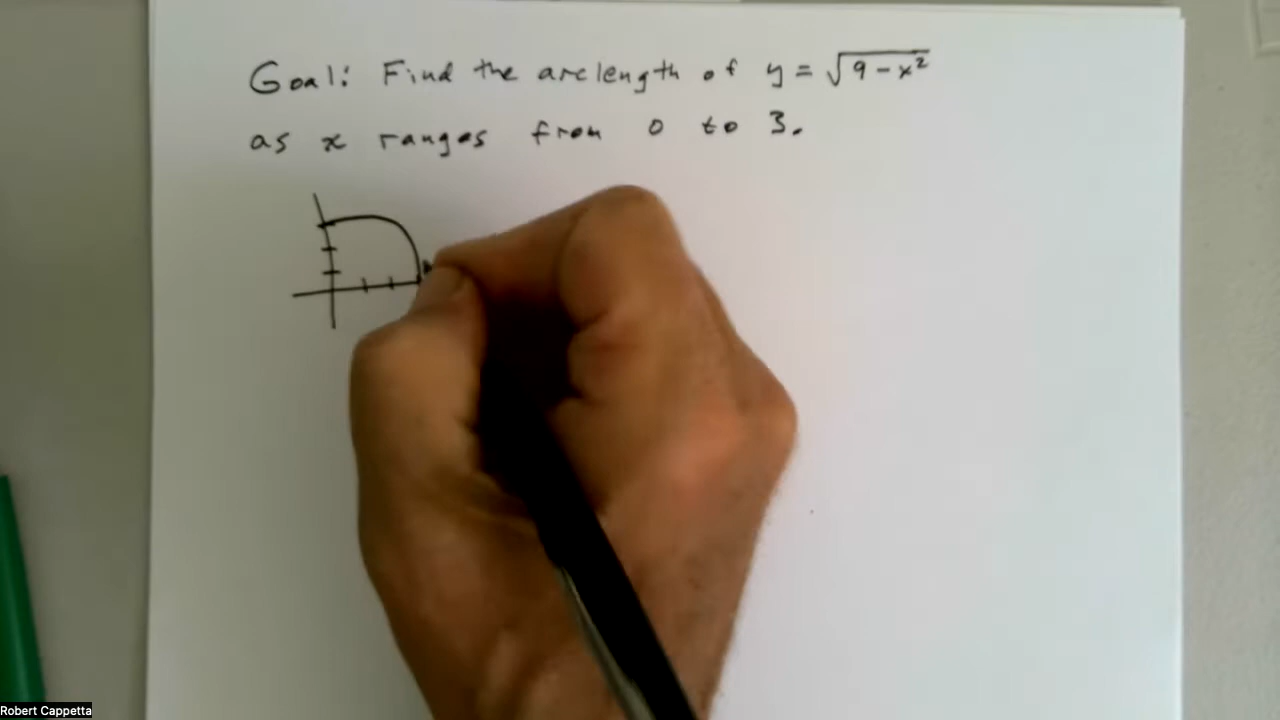 Goal: Find the arclength of y = √(9 - x²)
as x ranges from 0 to 3.
Robert Cappetta